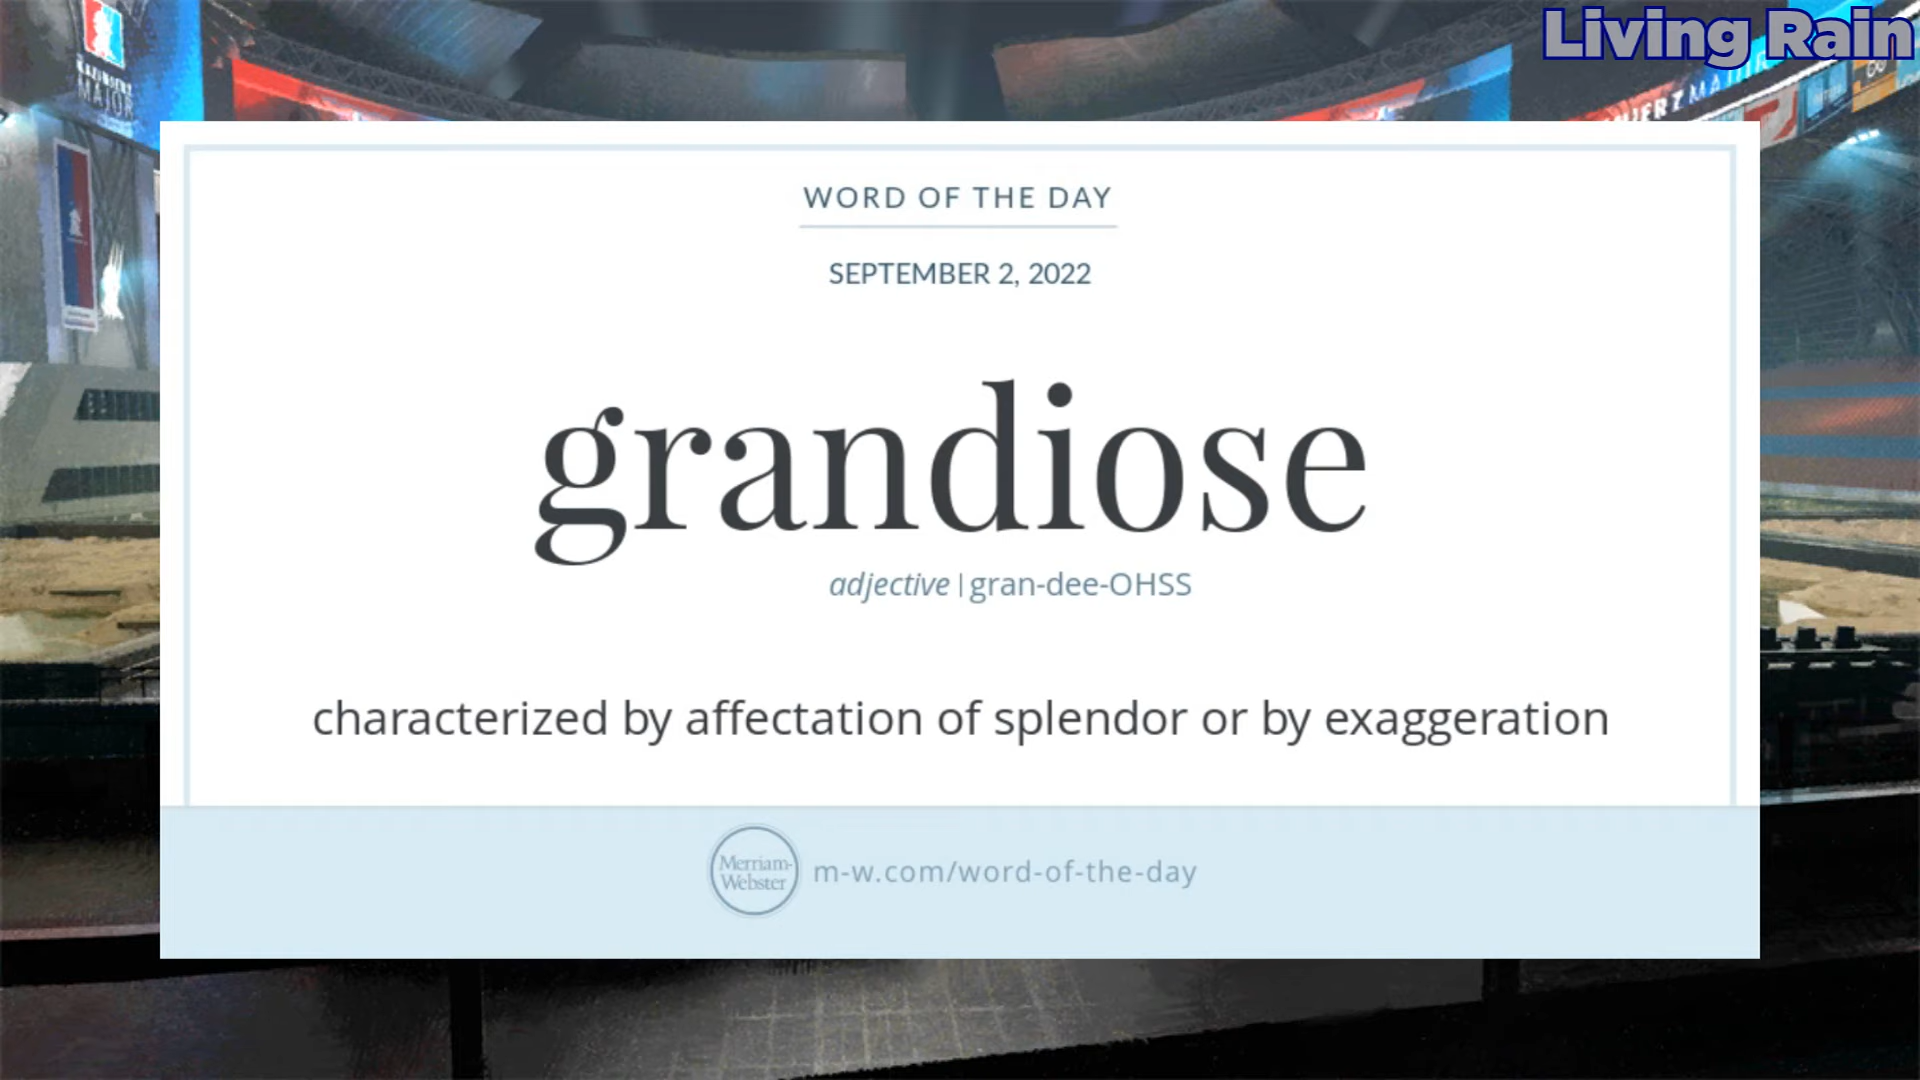 Living Rain
MAJOR
WORD OF THE DAY
SEPTEMBER 2, 2022
grandiose
adjective | gran-dee-OHSS
characterized by affectation of splendor or by exaggeration
Merriam-
Webster
m-w.com/word-of-the-day